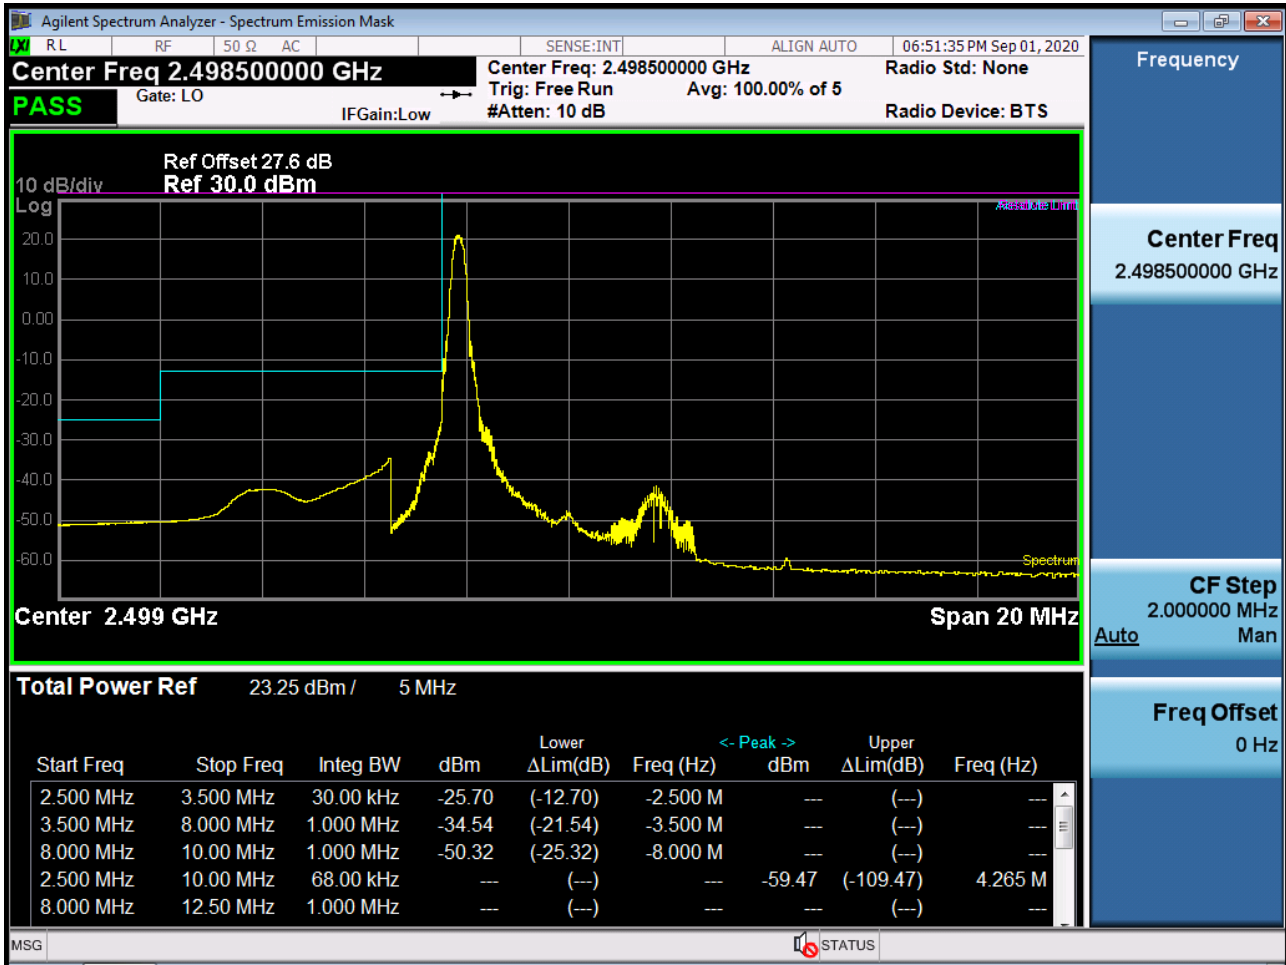 Agilent Spectrum Analyzer - Spectrum Emission Mask
LXI RL RF 50 Ω AC SENSE:INT ALIGN AUTO 06:51:35 PM Sep 01, 2020
Center Freq 2.498500000 GHz
Center Freq: 2.498500000 GHz
Radio Std: None
PASS
Gate: LO
IFGain:Low
Trig: Free Run
Avg: 100.00% of 5
#Atten: 10 dB
Radio Device: BTS
Ref Offset 27.6 dB
10 dB/div
Ref 30.0 dBm
Log
Limit
20.0
10.0
0.00
-10.0
-20.0
-30.0
-40.0
-50.0
-60.0
Spectrum
Center 2.499 GHz
Span 20 MHz
Total Power Ref 23.25 dBm / 5 MHz
Lower <- Peak -> Upper
Start Freq Stop Freq Integ BW dBm ΔLim(dB) Freq (Hz) dBm ΔLim(dB) Freq (Hz)
2.500 MHz 3.500 MHz 30.00 kHz -25.70 (-12.70) -2.500 M --- (---) ---
3.500 MHz 8.000 MHz 1.000 MHz -34.54 (-21.54) -3.500 M --- (---) ---
8.000 MHz 10.00 MHz 1.000 MHz -50.32 (-25.32) -8.000 M --- (---) ---
2.500 MHz 10.00 MHz 68.00 kHz --- (---) --- -59.47 (-109.47) 4.265 M
8.000 MHz 12.50 MHz 1.000 MHz --- (---) --- --- (---) ---
MSG
STATUS
Frequency
Center Freq
2.498500000 GHz
CF Step
2.000000 MHz
Auto Man
Freq Offset
0 Hz